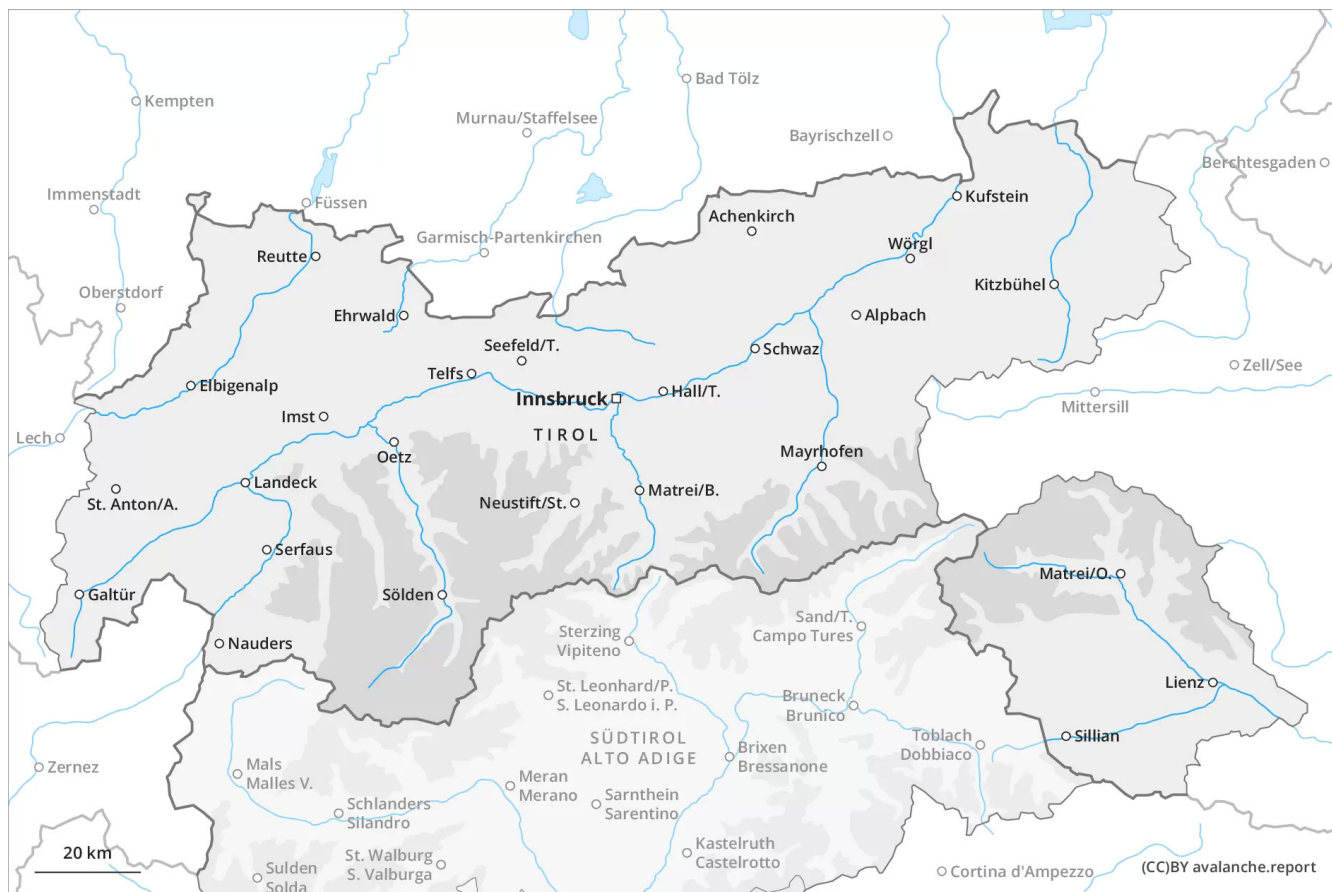 Bad Tölz
Kempten
Murnau/Staffelsee
Bayrischzell
Berchtesgaden
Immenstadt
Füssen
Kufstein
Achenkirch
Garmisch-Partenkirchen
Wörgl
Reutte
Kitzbühel
Oberstdorf
Ehrwald
Alpbach
Seefeld/T.
Schwaz
Zell/See
Telfs
Elbigenalp
Hall/T.
Innsbruck
Mittersill
Imst
TIROL
Lech
Oetz
Mayrhofen
Landeck
Matrei/B.
St. Anton/A.
Neustift/St.
Serfaus
Matrei/O.
Galtür
Sölden
Sand/T.
Campo Tures
Sterzing
Vipiteno
Nauders
Lienz
St. Leonhard/P.
S. Leonardo i. P.
Bruneck
Brunico
Sillian
SÜDTIROL
ALTO ADIGE
Toblach
Dobbiaco
Brixen
Bressanone
Zernez
Mals
Malles V.
Meran
Merano
Sarnthein
Sarentino
Schlanders
Silandro
Kastelruth
Castelrotto
20 km
St. Walburg
S. Valburga
Sulden
Solda
Cortina d'Ampezzo
(CC)BY avalanche.report